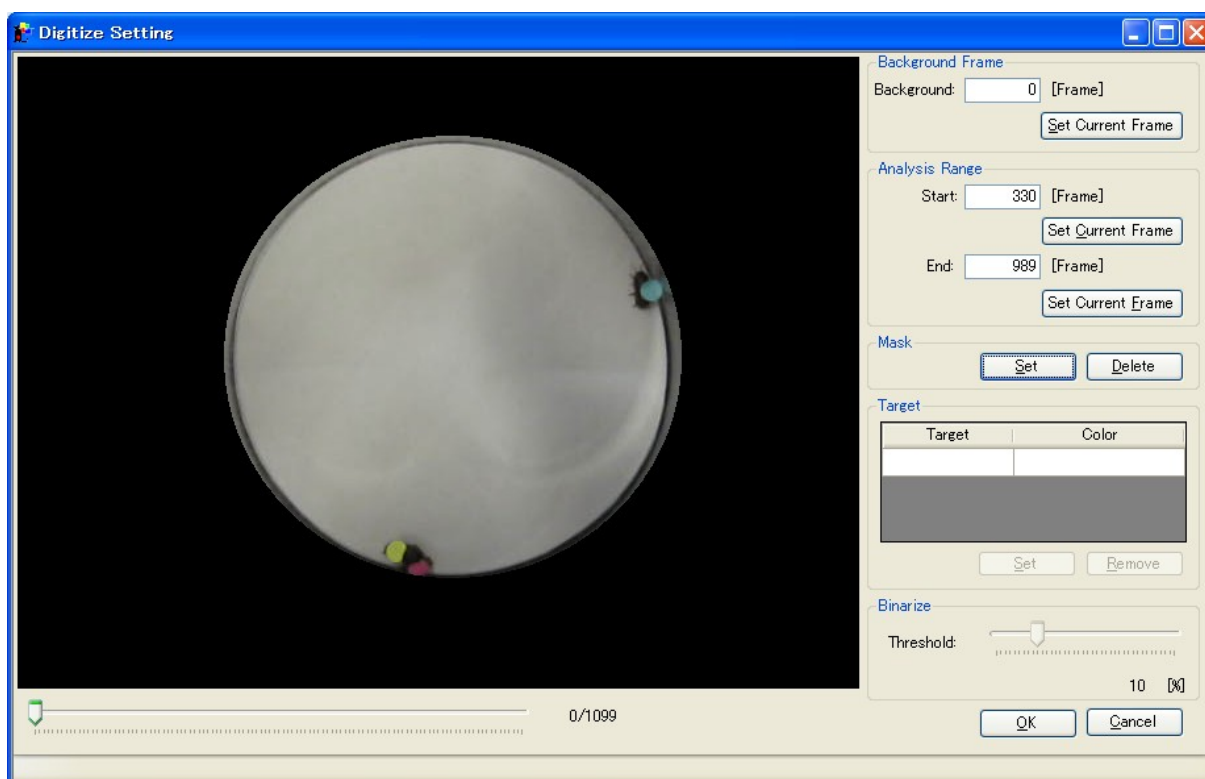 Digitize Setting
Background Frame
Background: 0 [Frame]
Set Current Frame
Analysis Range
Start: 330 [Frame]
Set Current Frame
End: 989 [Frame]
Set Current Frame
Mask
Set Delete
Target
Target Color
Set Remove
Binarize
Threshold:
10 [%]
0/1099
OK Cancel